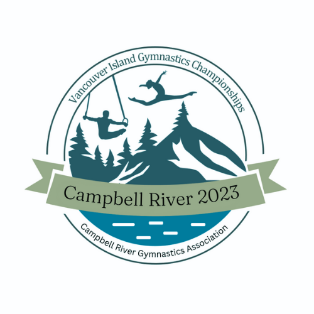 Vancouver Island Gymnastics Championships
Campbell River 2023
Campbell River Gymnastics Association